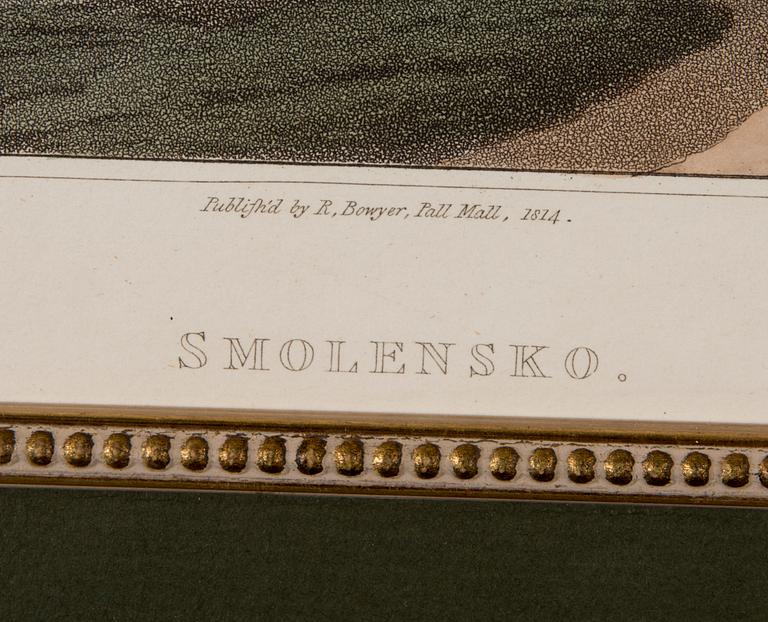 Publiſh'd by R. Bowyer, Pall Mall, 1814.
SMOLENSKO.